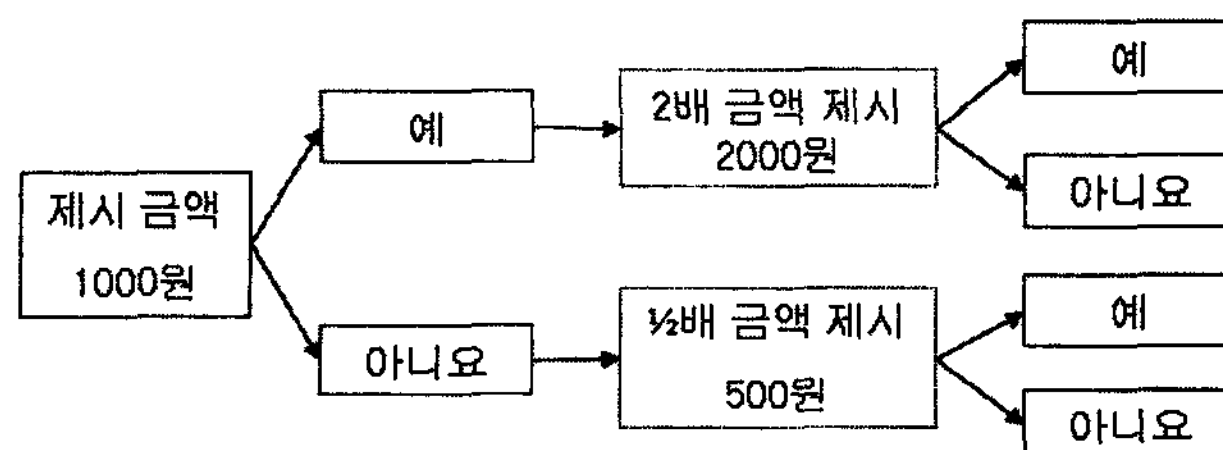 제시 금액
1000원
예
아니요
2배 금액 제시
2000원
½배 금액 제시
500원
예
아니요
예
아니요